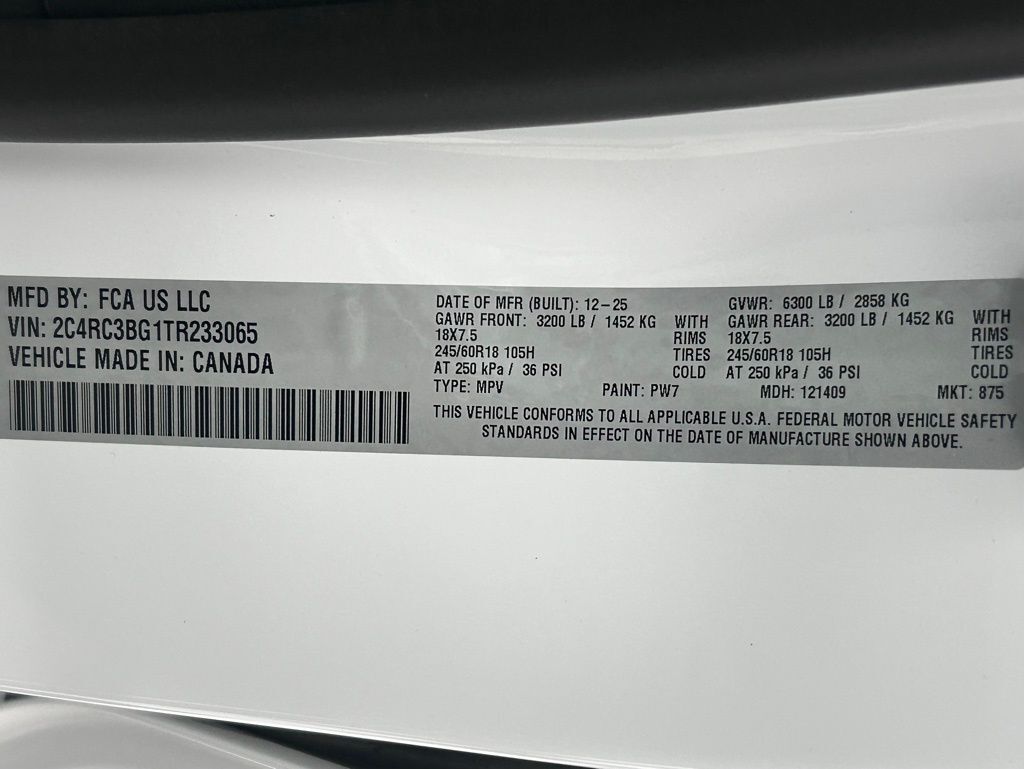 MFD BY: FCA US LLC
VIN: 2C4RC3BG1TR233065
VEHICLE MADE IN: CANADA
DATE OF MFR (BUILT): 12-25 GVWR: 6300 LB / 2858 KG
GAWR FRONT: 3200 LB / 1452 KG WITH GAWR REAR: 3200 LB / 1452 KG WITH
18X7.5 RIMS 18X7.5 RIMS
245/60R18 105H TIRES 245/60R18 105H TIRES
AT 250 kPa / 36 PSI COLD AT 250 kPa / 36 PSI COLD
TYPE: MPV PAINT: PW7 MDH: 121409 MKT: 875
THIS VEHICLE CONFORMS TO ALL APPLICABLE U.S.A. FEDERAL MOTOR VEHICLE SAFETY
STANDARDS IN EFFECT ON THE DATE OF MANUFACTURE SHOWN ABOVE.